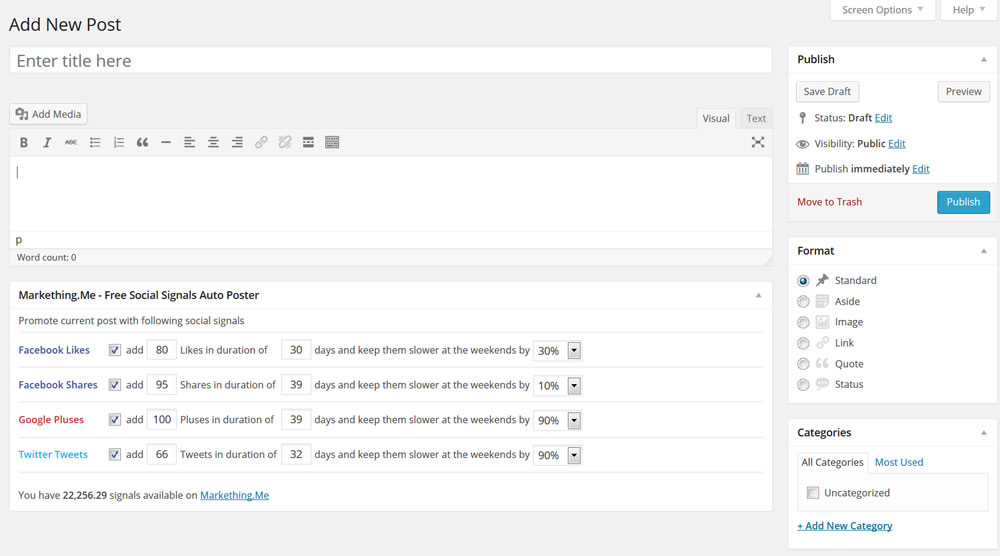 Screen Options Help
Add New Post
Enter title here
Add Media
Visual Text
B I ABC
p
Word count: 0
Markething.Me - Free Social Signals Auto Poster
Promote current post with following social signals
Facebook Likes add 80 Likes in duration of 30 days and keep them slower at the weekends by 30%
Facebook Shares add 95 Shares in duration of 39 days and keep them slower at the weekends by 10%
Google Pluses add 100 Pluses in duration of 39 days and keep them slower at the weekends by 90%
Twitter Tweets add 66 Tweets in duration of 32 days and keep them slower at the weekends by 90%
You have 22,256.29 signals available on Markething.Me
Publish
Save Draft Preview
Status: Draft Edit
Visibility: Public Edit
Publish immediately Edit
Move to Trash Publish
Format
Standard
Aside
Image
Link
Quote
Status
Categories
All Categories Most Used
Uncategorized
+ Add New Category